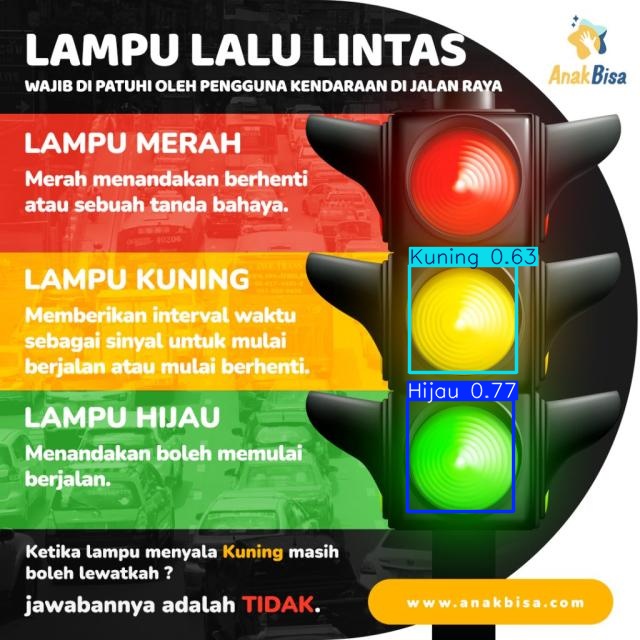 LAMPU LALU LINTAS
WAJIB DI PATUHI OLEH PENGGUNA KENDARAAN DI JALAN RAYA
AnakBisa
LAMPU MERAH
Merah menandakan berhenti
atau sebuah tanda bahaya.
Kuning 0.63
LAMPU KUNING
Memberikan interval waktu
sebagai sinyal untuk mulai
berjalan atau mulai berhenti.
Hijau 0.77
LAMPU HIJAU
Menandakan boleh memulai
berjalan.
Ketika lampu menyala Kuning masih
boleh lewatkah ?
jawabannya adalah TIDAK.
www.anakbisa.com